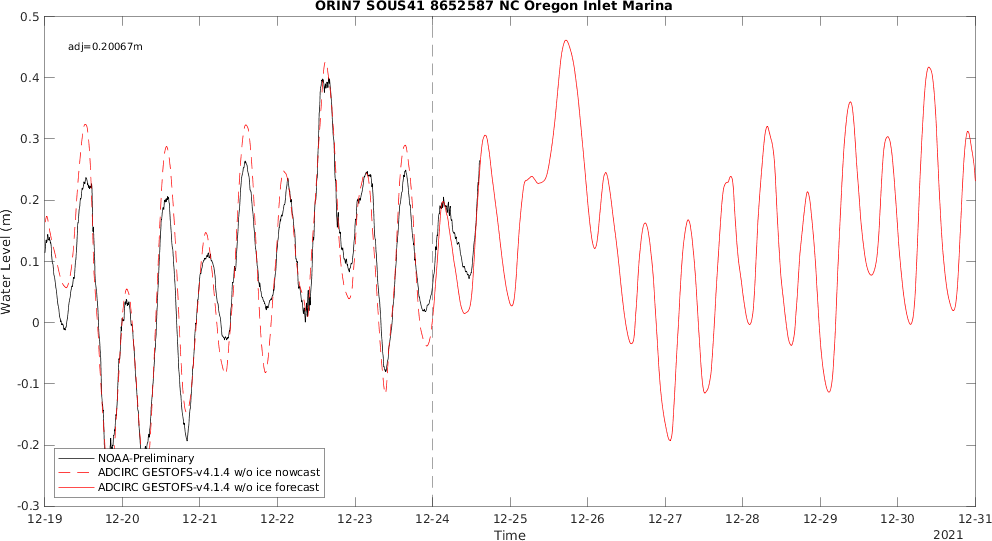 ORIN7 SOUS41 8652587 NC Oregon Inlet Marina
adj=0.20067m
0.5
0.4
0.3
0.2
0.1
0
-0.1
-0.2
-0.3
Water Level (m)
NOAA-Preliminary
ADCIRC GESTOFS-v4.1.4 w/o ice nowcast
ADCIRC GESTOFS-v4.1.4 w/o ice forecast
12-19 12-20 12-21 12-22 12-23 12-24 12-25 12-26 12-27 12-28 12-29 12-30 12-31
Time
2021